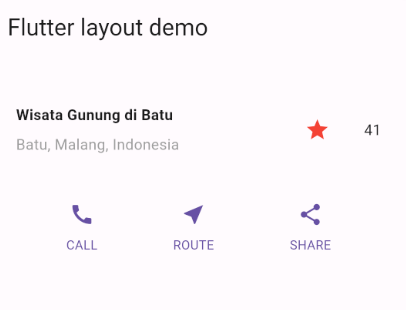 Flutter layout demo
Wisata Gunung di Batu
Batu, Malang, Indonesia
41
CALL ROUTE SHARE